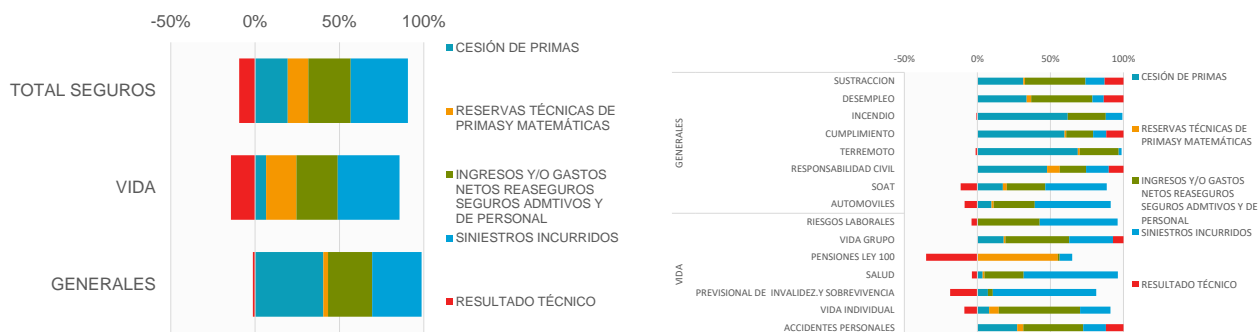 -50% 0% 50% 100%
TOTAL SEGUROS
VIDA
GENERALES
CESIÓN DE PRIMAS
RESERVAS TÉCNICAS DE
PRIMASY MATEMÁTICAS
INGRESOS Y/O GASTOS
NETOS REASEGUROS
SEGUROS ADMTIVOS Y
DE PERSONAL
SINIESTROS INCURRIDOS
RESULTADO TÉCNICO
-50% 0% 50% 100%
GENERALES
SUSTRACCION
DESEMPLEO
INCENDIO
CUMPLIMIENTO
TERREMOTO
RESPONSABILIDAD CIVIL
SOAT
AUTOMOVILES
VIDA
RIESGOS LABORALES
VIDA GRUPO
PENSIONES LEY 100
SALUD
PREVISIONAL DE INVALIDEZ.Y SOBREVIVENCIA
VIDA INDIVIDUAL
ACCIDENTES PERSONALES
CESIÓN DE PRIMAS
RESERVAS TÉCNICAS DE
PRIMASY MATEMÁTICAS
INGRESOS Y/O GASTOS
NETOS REASEGUROS
SEGUROS ADMTIVOS Y DE
PERSONAL
SINIESTROS INCURRIDOS
RESULTADO TÉCNICO